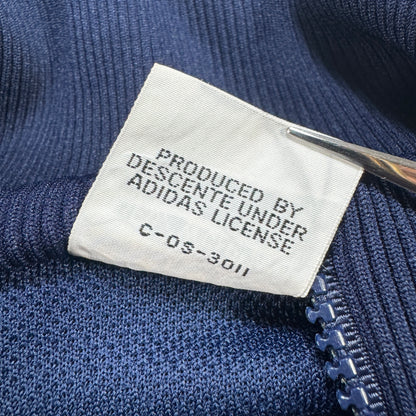 PRODUCED BY
DESCENTE UNDER
ADIDAS LICENSE
C-OS-3011